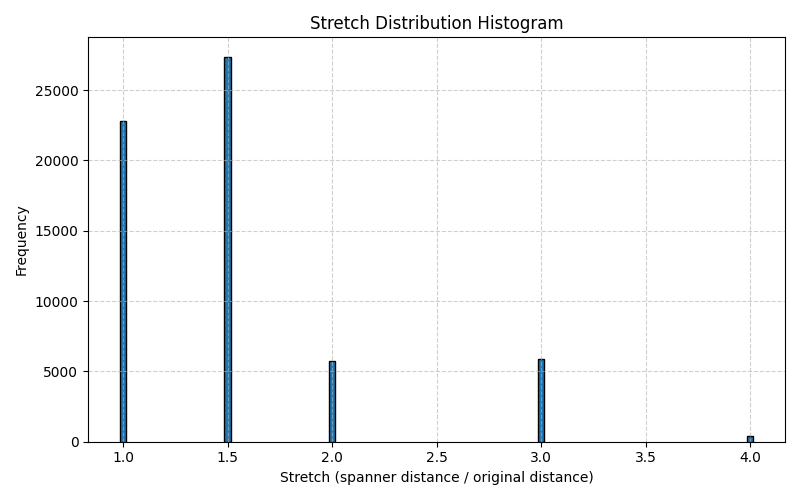 Stretch Distribution Histogram
Frequency
25000
20000
15000
10000
5000
0
1.0 1.5 2.0 2.5 3.0 3.5 4.0
Stretch (spanner distance / original distance)